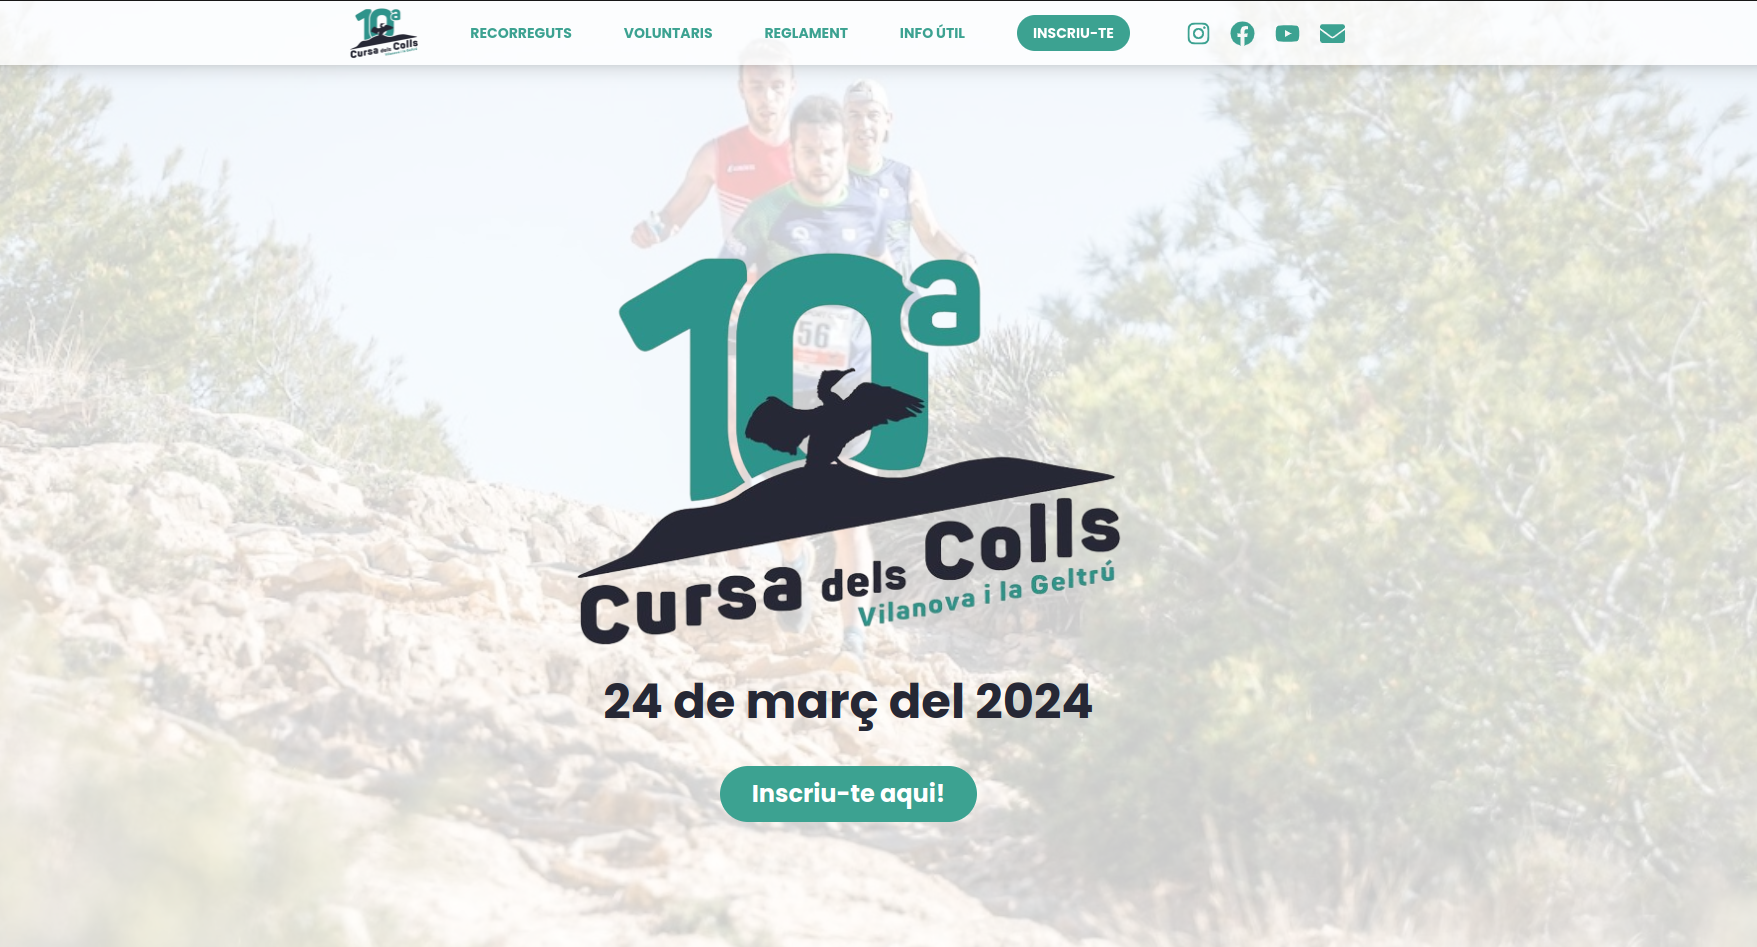 10a
Cursa dels Colls
RECORREGUTS
VOLUNTARIS
REGLAMENT
INFO ÚTIL
INSCRIU-TE
56
10a
Cursa dels Colls
Vilanova i la Geltrú
24 de març del 2024
Inscriu-te aqui!